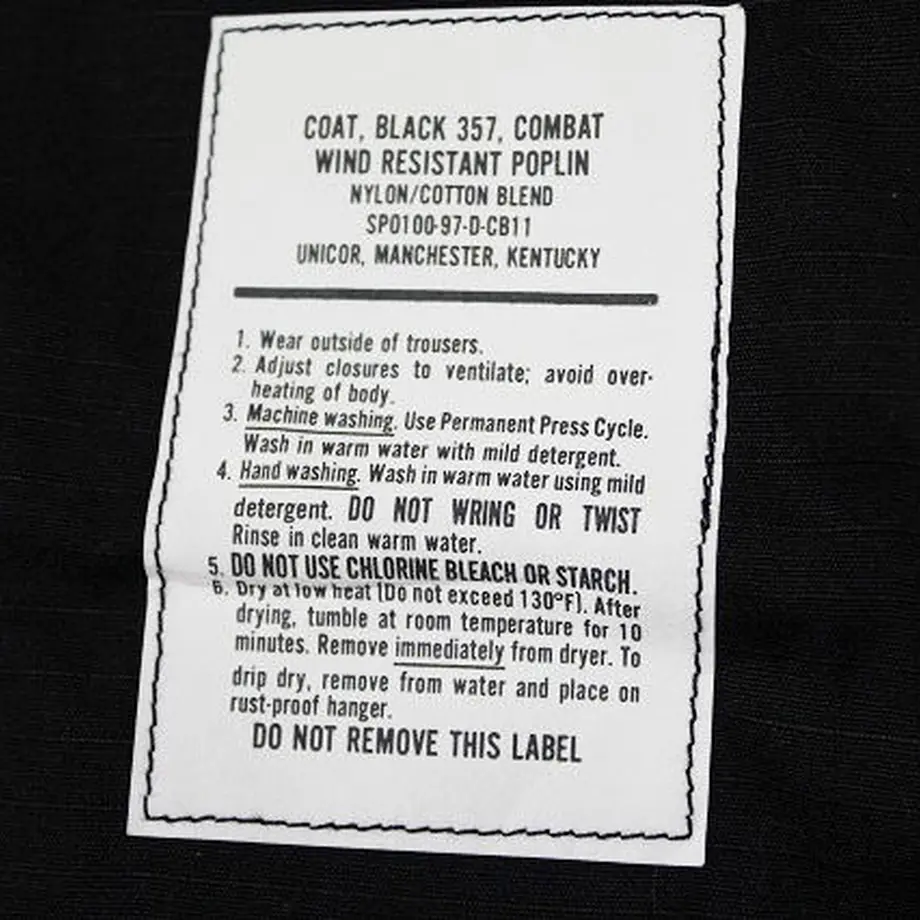 COAT, BLACK 357, COMBAT
WIND RESISTANT POPLIN
NYLON/COTTON BLEND
SP0100-97-D-CB11
UNICOR, MANCHESTER, KENTUCKY
1. Wear outside of trousers.
2. Adjust closures to ventilate; avoid over-
heating of body.
3. Machine washing. Use Permanent Press Cycle.
Wash in warm water with mild detergent.
4. Hand washing. Wash in warm water using mild
detergent. DO NOT WRING OR TWIST
Rinse in clean warm water.
5. DO NOT USE CHLORINE BLEACH OR STARCH.
6. Dry at low heat (Do not exceed 130°F). After
drying, tumble at room temperature for 10
minutes. Remove immediately from dryer. To
drip dry, remove from water and place on
rust-proof hanger.
DO NOT REMOVE THIS LABEL